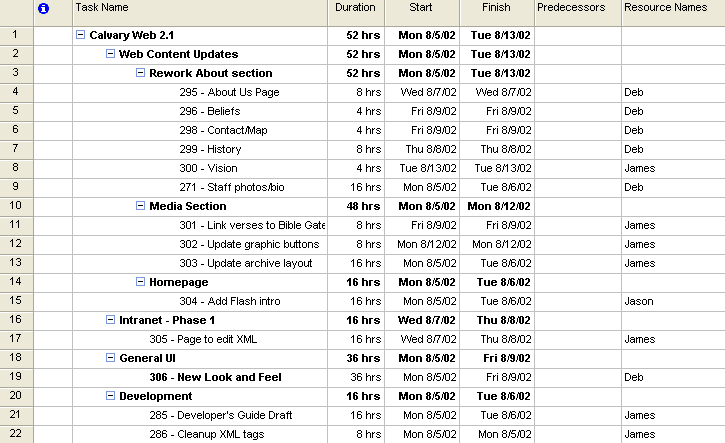 Task Name Duration Start Finish Predecessors Resource Names
1 Calvary Web 2.1 52 hrs Mon 8/5/02 Tue 8/13/02
2 Web Content Updates 52 hrs Mon 8/5/02 Tue 8/13/02
3 Rework About section 52 hrs Mon 8/5/02 Tue 8/13/02
4 295 - About Us Page 8 hrs Wed 8/7/02 Wed 8/7/02 Deb
5 296 - Beliefs 4 hrs Fri 8/9/02 Fri 8/9/02 Deb
6 298 - Contact/Map 4 hrs Fri 8/9/02 Fri 8/9/02 Deb
7 299 - History 8 hrs Thu 8/8/02 Thu 8/8/02 Deb
8 300 - Vision 4 hrs Tue 8/13/02 Tue 8/13/02 James
9 271 - Staff photos/bio 16 hrs Mon 8/5/02 Tue 8/6/02 Deb
10 Media Section 48 hrs Mon 8/5/02 Mon 8/12/02
11 301 - Link verses to Bible Gate 8 hrs Fri 8/9/02 Fri 8/9/02 James
12 302 - Update graphic buttons 8 hrs Mon 8/12/02 Mon 8/12/02 James
13 303 - Update archive layout 16 hrs Mon 8/5/02 Tue 8/6/02 James
14 Homepage 16 hrs Mon 8/5/02 Tue 8/6/02
15 304 - Add Flash intro 16 hrs Mon 8/5/02 Tue 8/6/02 Jason
16 Intranet - Phase 1 16 hrs Wed 8/7/02 Thu 8/8/02
17 305 - Page to edit XML 16 hrs Wed 8/7/02 Thu 8/8/02 James
18 General UI 36 hrs Mon 8/5/02 Fri 8/9/02
19 306 - New Look and Feel 36 hrs Mon 8/5/02 Fri 8/9/02 Deb
20 Development 16 hrs Mon 8/5/02 Tue 8/6/02
21 285 - Developer's Guide Draft 16 hrs Mon 8/5/02 Tue 8/6/02 James
22 286 - Cleanup XML tags 8 hrs Mon 8/5/02 Mon 8/5/02 James